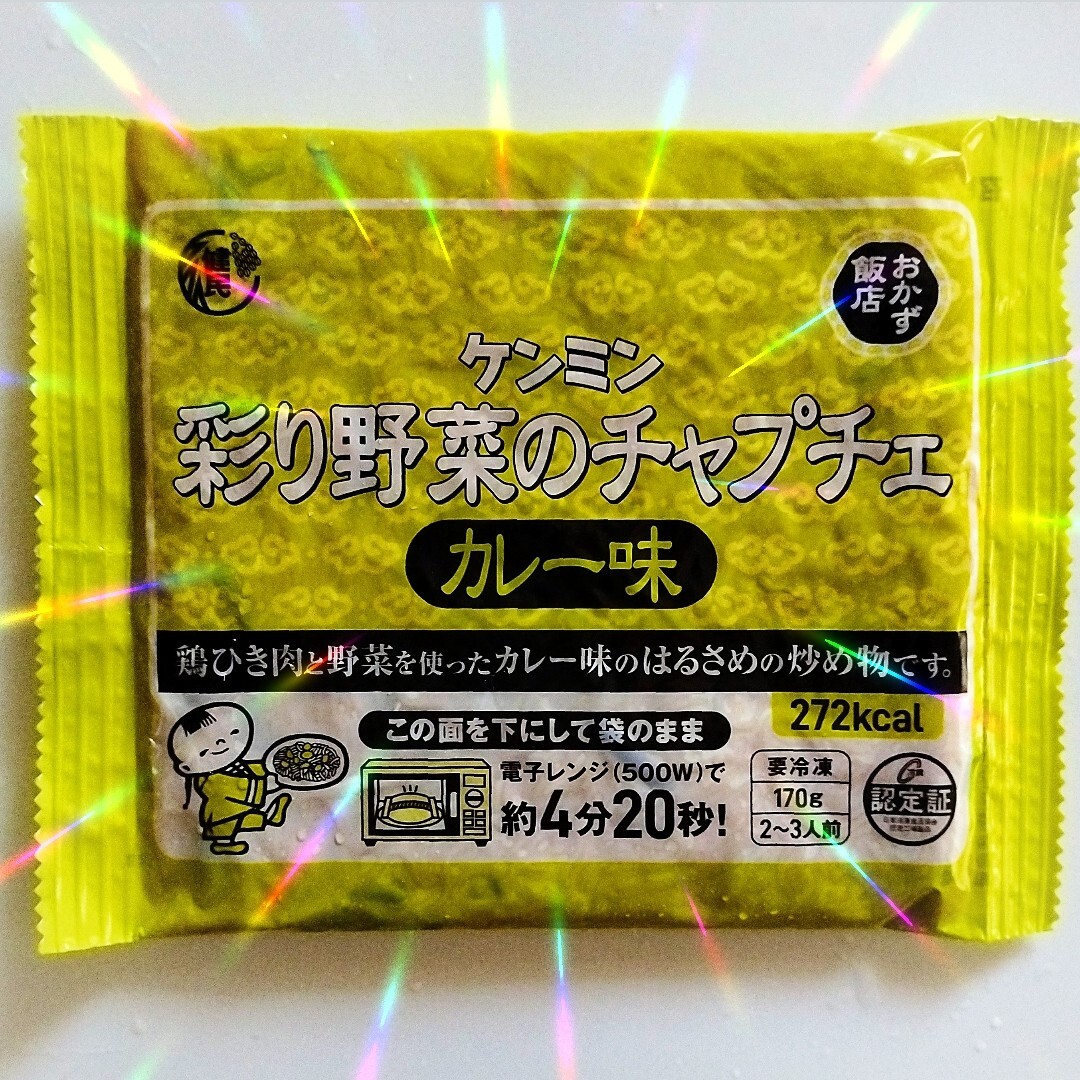 健民
おかず
飯店
ケンミン
彩り野菜のチャプチェ
カレー味
鶏ひき肉と野菜を使ったカレー味のはるさめの炒め物です。
272kcal
この面を下にして袋のまま
電子レンジ(500W)で
約4分20秒!
要冷凍
170g
2〜3人前
認定証